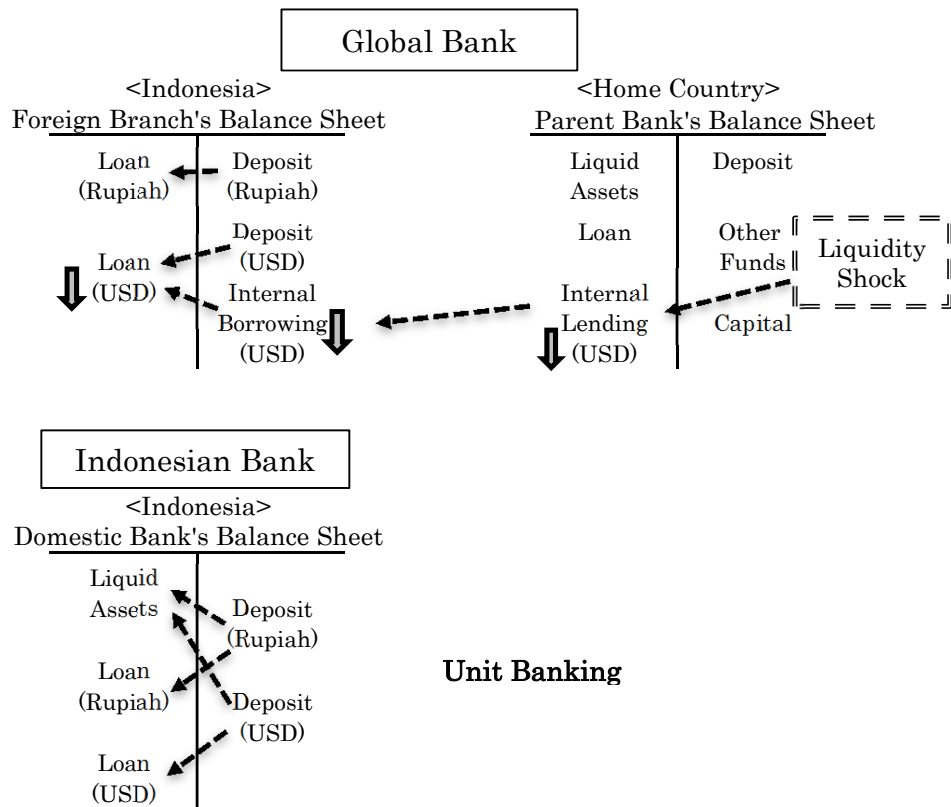 Global Bank
<Indonesia>
Foreign Branch's Balance Sheet
Loan
(Rupiah)
Deposit
(Rupiah)
Loan
(USD)
Deposit
(USD)
Internal
Borrowing
(USD)
<Home Country>
Parent Bank's Balance Sheet
Liquid
Assets
Deposit
Loan
Other
Funds
Internal
Lending
(USD)
Capital
Liquidity
Shock
Indonesian Bank
<Indonesia>
Domestic Bank's Balance Sheet
Liquid
Assets
Deposit
(Rupiah)
Loan
(Rupiah)
Deposit
(USD)
Loan
(USD)
Unit Banking